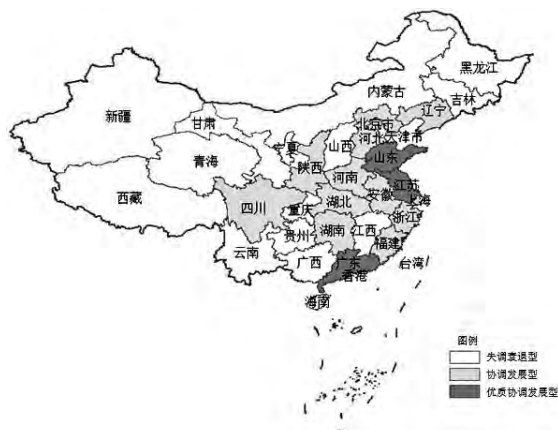 黑龙江
内蒙古
吉林
新疆
辽宁
甘肃
北京市
河北
天津市
宁夏
山西
山东
青海
陕西
河南
江苏
西藏
安徽
上海
四川
重庆
湖北
浙江
贵州
湖南
江西
福建
云南
广西
广东
台湾
香港
海南
图例
失调衰退型
协调发展型
优质协调发展型